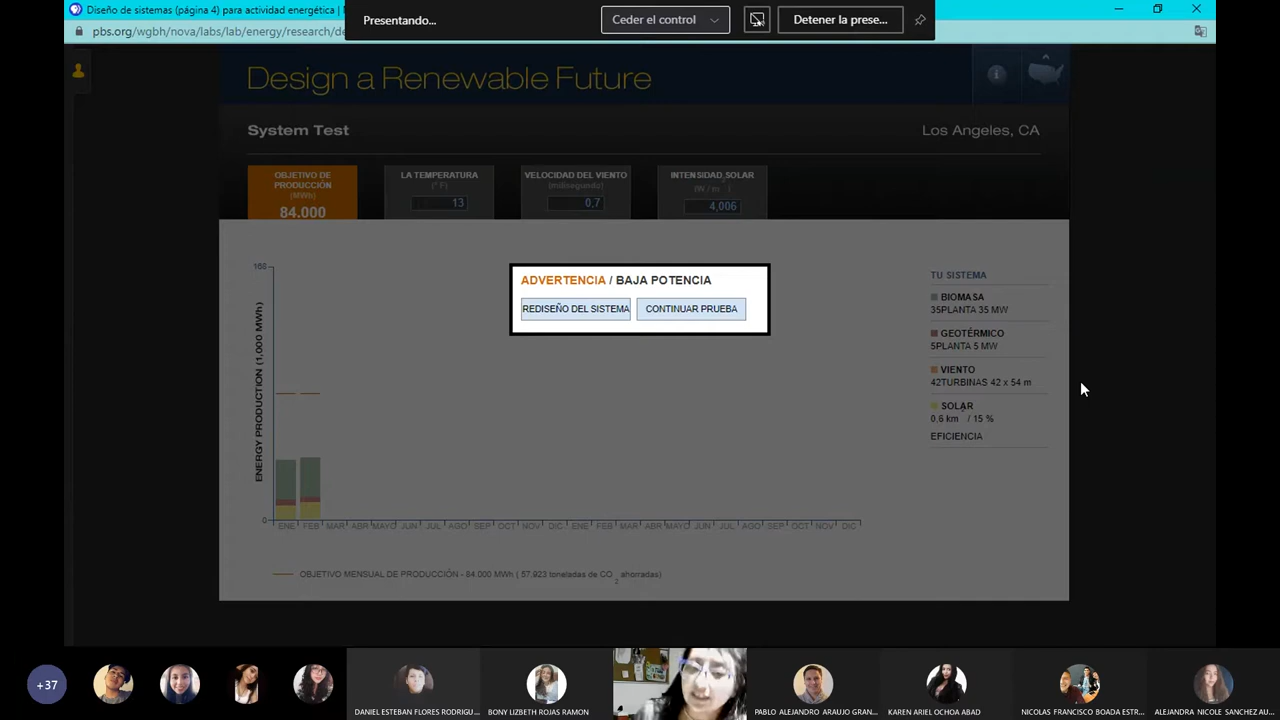 Diseño de sistemas (página 4) para actividad energética |
Presentando...
Ceder el control
Detener la prese...
pbs.org/wgbh/nova/labs/lab/energy/research/de
Design a Renewable Future
System Test
Los Angeles, CA
OBJETIVO DE PRODUCCIÓN
(MWh)
84.000
LA TEMPERATURA
(° F)
13
VELOCIDAD DEL VIENTO
(milisegundo)
0,7
INTENSIDAD SOLAR
(W / m
4,006
ADVERTENCIA / BAJA POTENCIA
REDISEÑO DEL SISTEMA
CONTINUAR PRUEBA
168
ENERGY PRODUCTION (1,000 MWh)
0
ENE FEB MAR ABR MAYO JUN JUL AGO SEP OCT NOV DIC ENE FEB MAR ABR MAYO JUN JUL AGO SEP OCT NOV DIC
OBJETIVO MENSUAL DE PRODUCCIÓN - 84.000 MWh ( 57.923 toneladas de CO 2 ahorradas)
TU SISTEMA
BIOMASA
35PLANTA 35 MW
GEOTÉRMICO
5PLANTA 5 MW
VIENTO
42TURBINAS 42 x 54 m
SOLAR
0,6 km / 15 %
EFICIENCIA
+37
DANIEL ESTEBAN FLORES RODRIGU...
BONY LIZBETH ROJAS RAMON
PABLO ALEJANDRO ARAUJO GRAN...
KAREN ARIEL OCHOA ABAD
NICOLAS FRANCISCO BOADA ESTR...
ALEJANDRA NICOLE SANCHEZ AU...